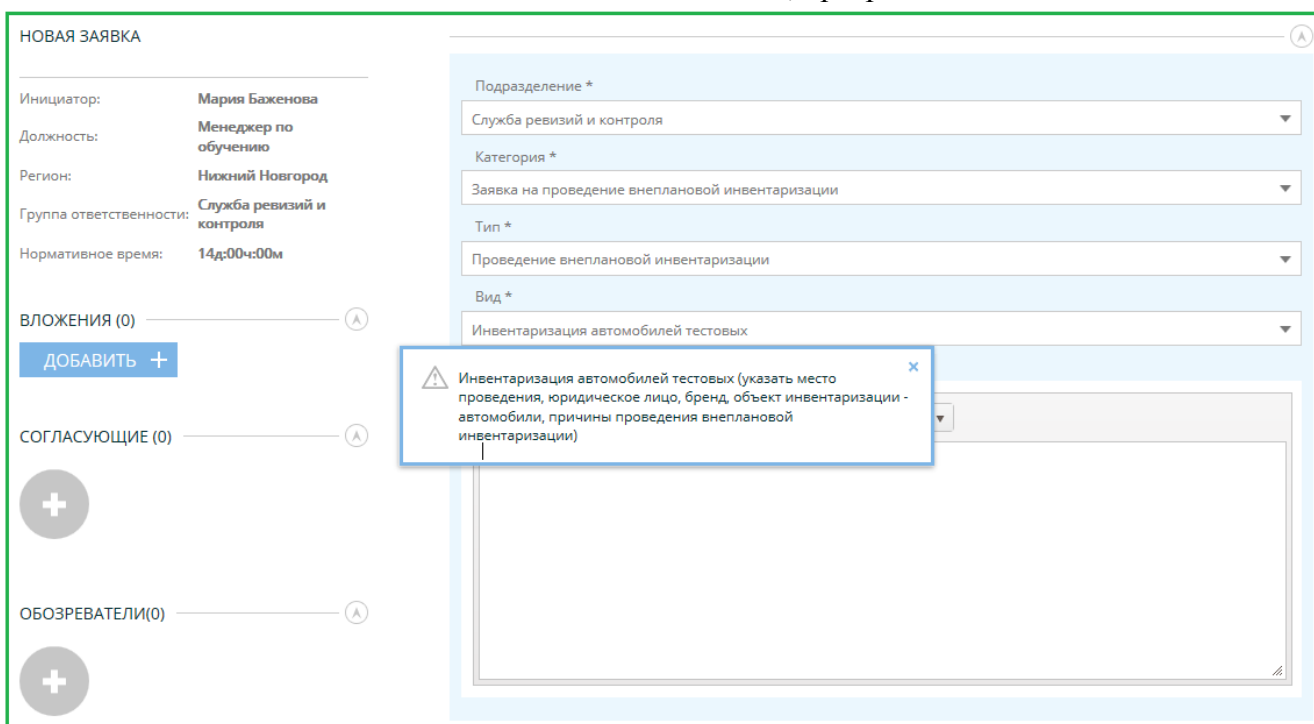 НОВАЯ ЗАЯВКА
Инициатор: Мария Баженова
Должность: Менеджер по
обучению
Регион: Нижний Новгород
Группа ответственности: Служба ревизий и
контроля
Нормативное время: 14д:00ч:00м
ВЛОЖЕНИЯ (0)
ДОБАВИТЬ +
СОГЛАСУЮЩИЕ (0)
ОБОЗРЕВАТЕЛИ(0)
Подразделение *
Служба ревизий и контроля
Категория *
Заявка на проведение внеплановой инвентаризации
Тип *
Проведение внеплановой инвентаризации
Вид *
Инвентаризация автомобилей тестовых
Инвентаризация автомобилей тестовых (указать место
проведения, юридическое лицо, бренд, объект инвентаризации -
автомобили, причины проведения внеплановой
инвентаризации)